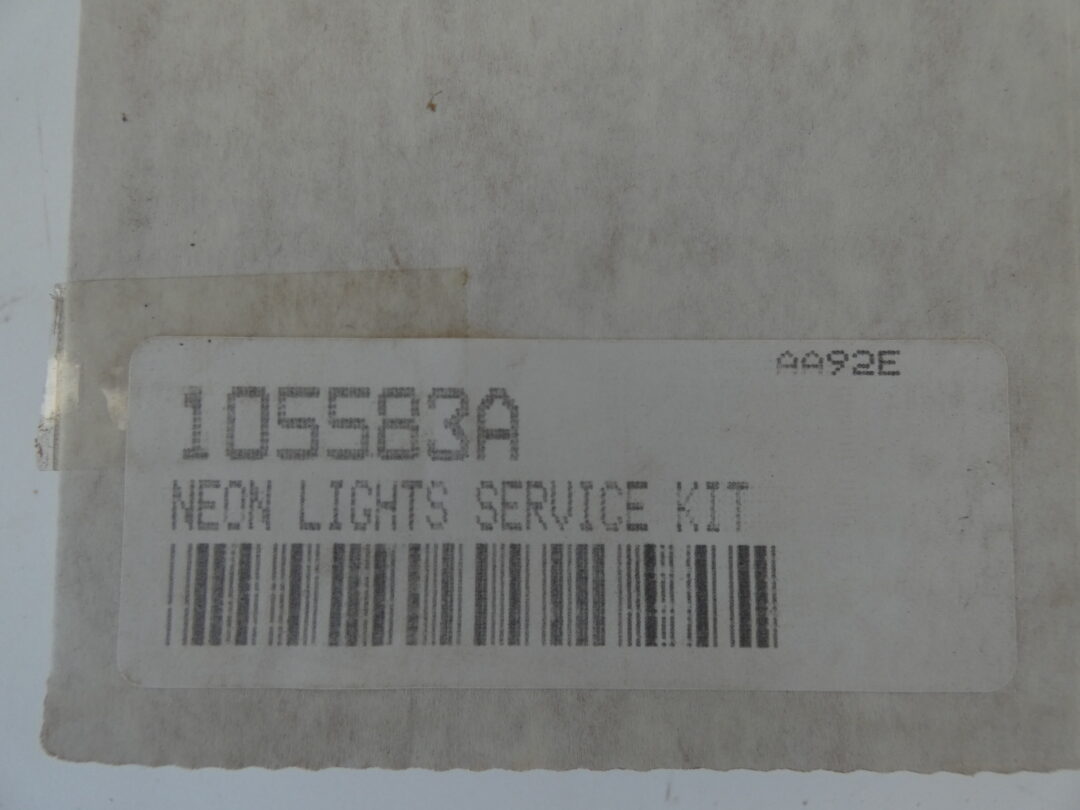 AA92E
105583A
NEON LIGHTS SERVICE KIT